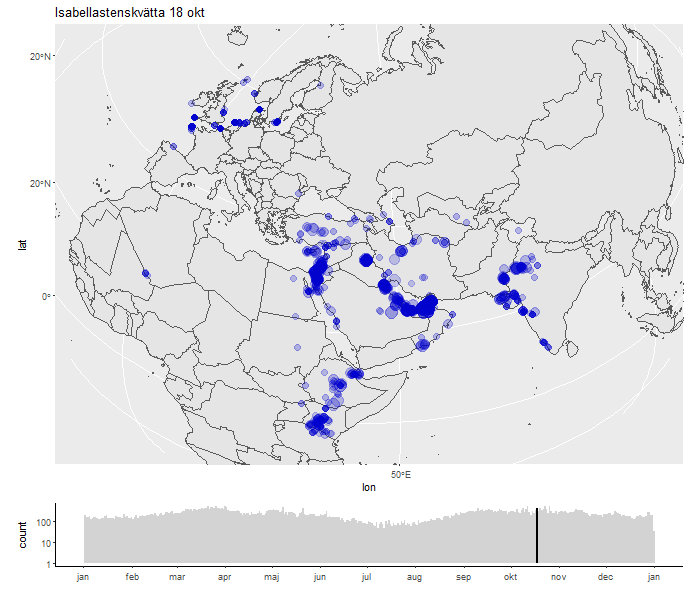 Isabellastenskvätta 18 okt
20°N
20°N
0°
lat
50°E
lon
count
100
10
1
jan feb mar apr maj jun jul aug sep okt nov dec jan